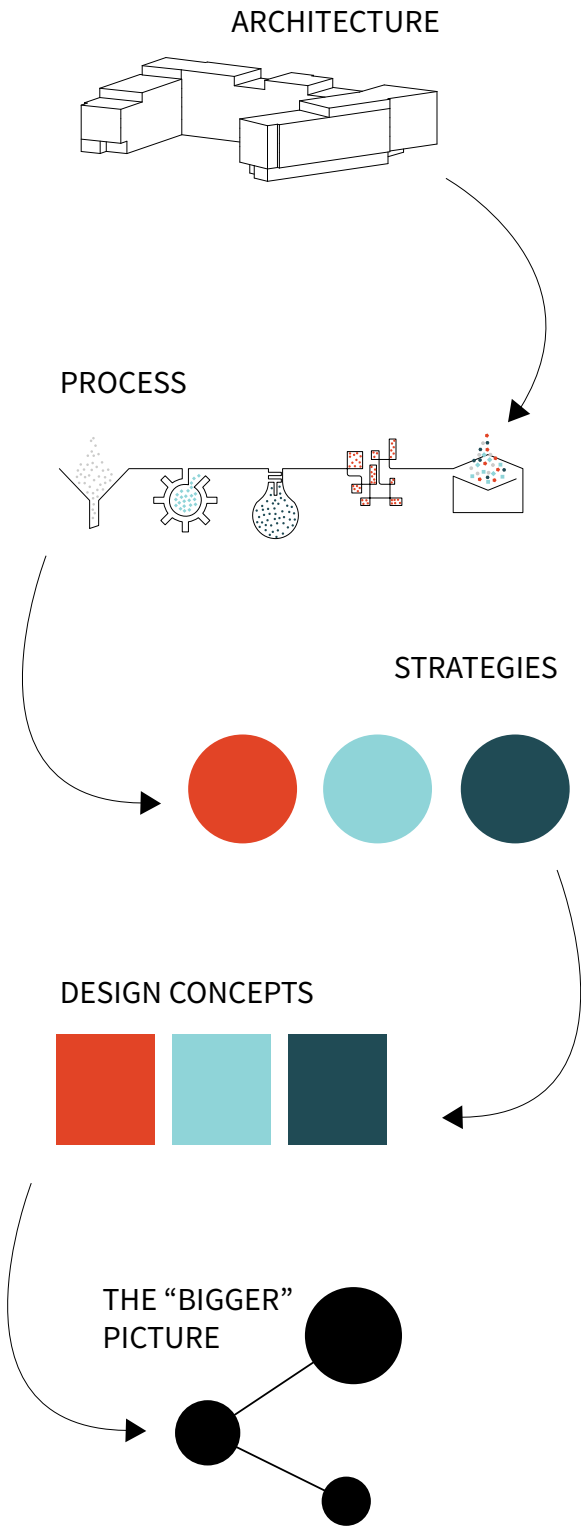 ARCHITECTURE
PROCESS
STRATEGIES
DESIGN CONCEPTS
THE “BIGGER”
PICTURE